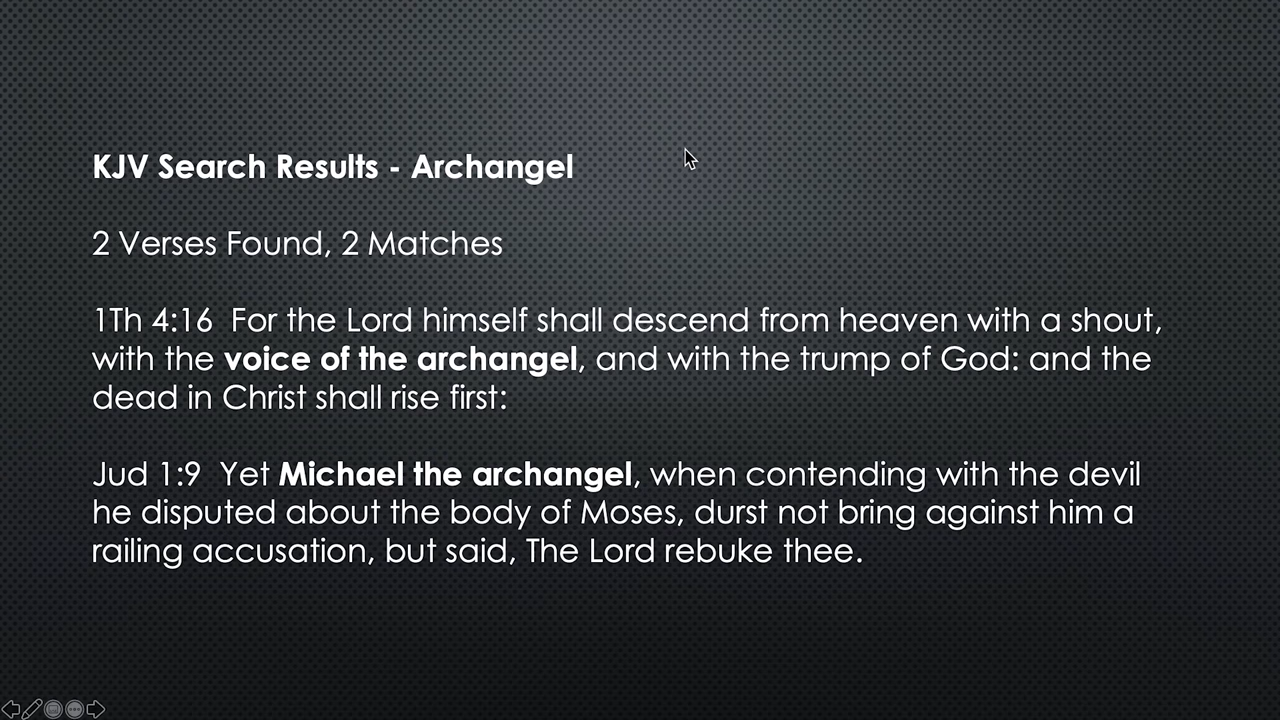 KJV Search Results - Archangel
2 Verses Found, 2 Matches
1Th 4:16  For the Lord himself shall descend from heaven with a shout,
with the voice of the archangel, and with the trump of God: and the
dead in Christ shall rise first:
Jud 1:9  Yet Michael the archangel, when contending with the devil
he disputed about the body of Moses, durst not bring against him a
railing accusation, but said, The Lord rebuke thee.